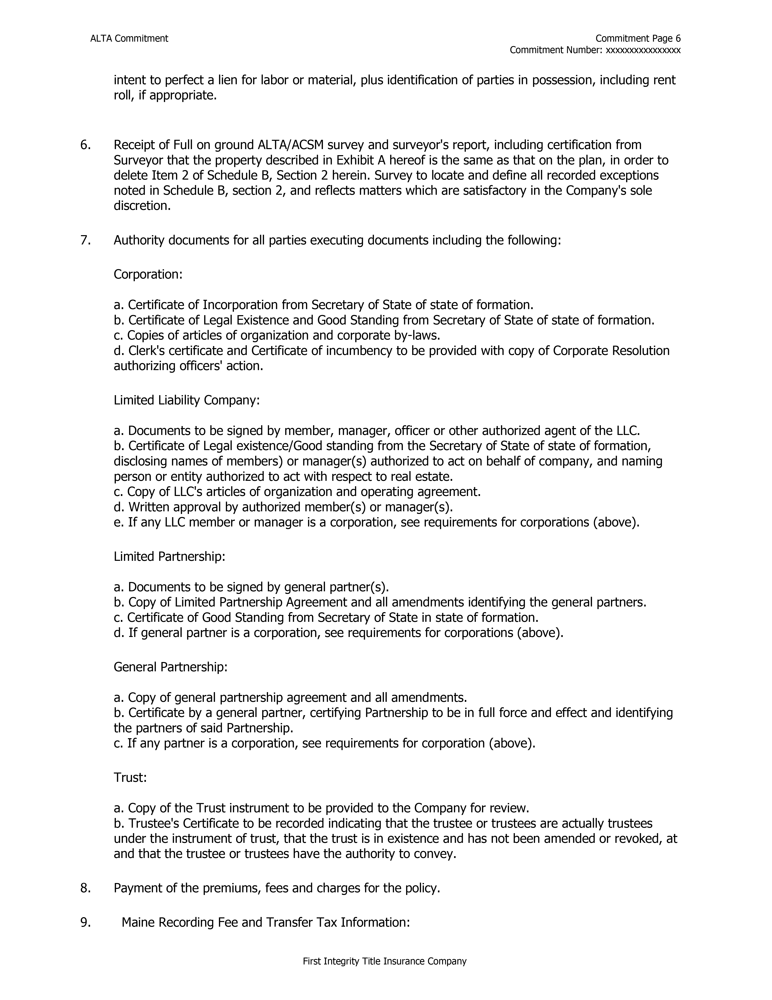 ALTA Commitment
Commitment Page 6
Commitment Number: xxxxxxxxxxxxxxxx
intent to perfect a lien for labor or material, plus identification of parties in possession, including rent
roll, if appropriate.
6. Receipt of Full on ground ALTA/ACSM survey and surveyor's report, including certification from
Surveyor that the property described in Exhibit A hereof is the same as that on the plan, in order to
delete Item 2 of Schedule B, Section 2 herein. Survey to locate and define all recorded exceptions
noted in Schedule B, section 2, and reflects matters which are satisfactory in the Company's sole
discretion.
7. Authority documents for all parties executing documents including the following:
Corporation:
a. Certificate of Incorporation from Secretary of State of state of formation.
b. Certificate of Legal Existence and Good Standing from Secretary of State of state of formation.
c. Copies of articles of organization and corporate by-laws.
d. Clerk's certificate and Certificate of incumbency to be provided with copy of Corporate Resolution
authorizing officers' action.
Limited Liability Company:
a. Documents to be signed by member, manager, officer or other authorized agent of the LLC.
b. Certificate of Legal existence/Good standing from the Secretary of State of state of formation,
disclosing names of members) or manager(s) authorized to act on behalf of company, and naming
person or entity authorized to act with respect to real estate.
c. Copy of LLC's articles of organization and operating agreement.
d. Written approval by authorized member(s) or manager(s).
e. If any LLC member or manager is a corporation, see requirements for corporations (above).
Limited Partnership:
a. Documents to be signed by general partner(s).
b. Copy of Limited Partnership Agreement and all amendments identifying the general partners.
c. Certificate of Good Standing from Secretary of State in state of formation.
d. If general partner is a corporation, see requirements for corporations (above).
General Partnership:
a. Copy of general partnership agreement and all amendments.
b. Certificate by a general partner, certifying Partnership to be in full force and effect and identifying
the partners of said Partnership.
c. If any partner is a corporation, see requirements for corporation (above).
Trust:
a. Copy of the Trust instrument to be provided to the Company for review.
b. Trustee's Certificate to be recorded indicating that the trustee or trustees are actually trustees
under the instrument of trust, that the trust is in existence and has not been amended or revoked, at
and that the trustee or trustees have the authority to convey.
8. Payment of the premiums, fees and charges for the policy.
9. Maine Recording Fee and Transfer Tax Information:
First Integrity Title Insurance Company